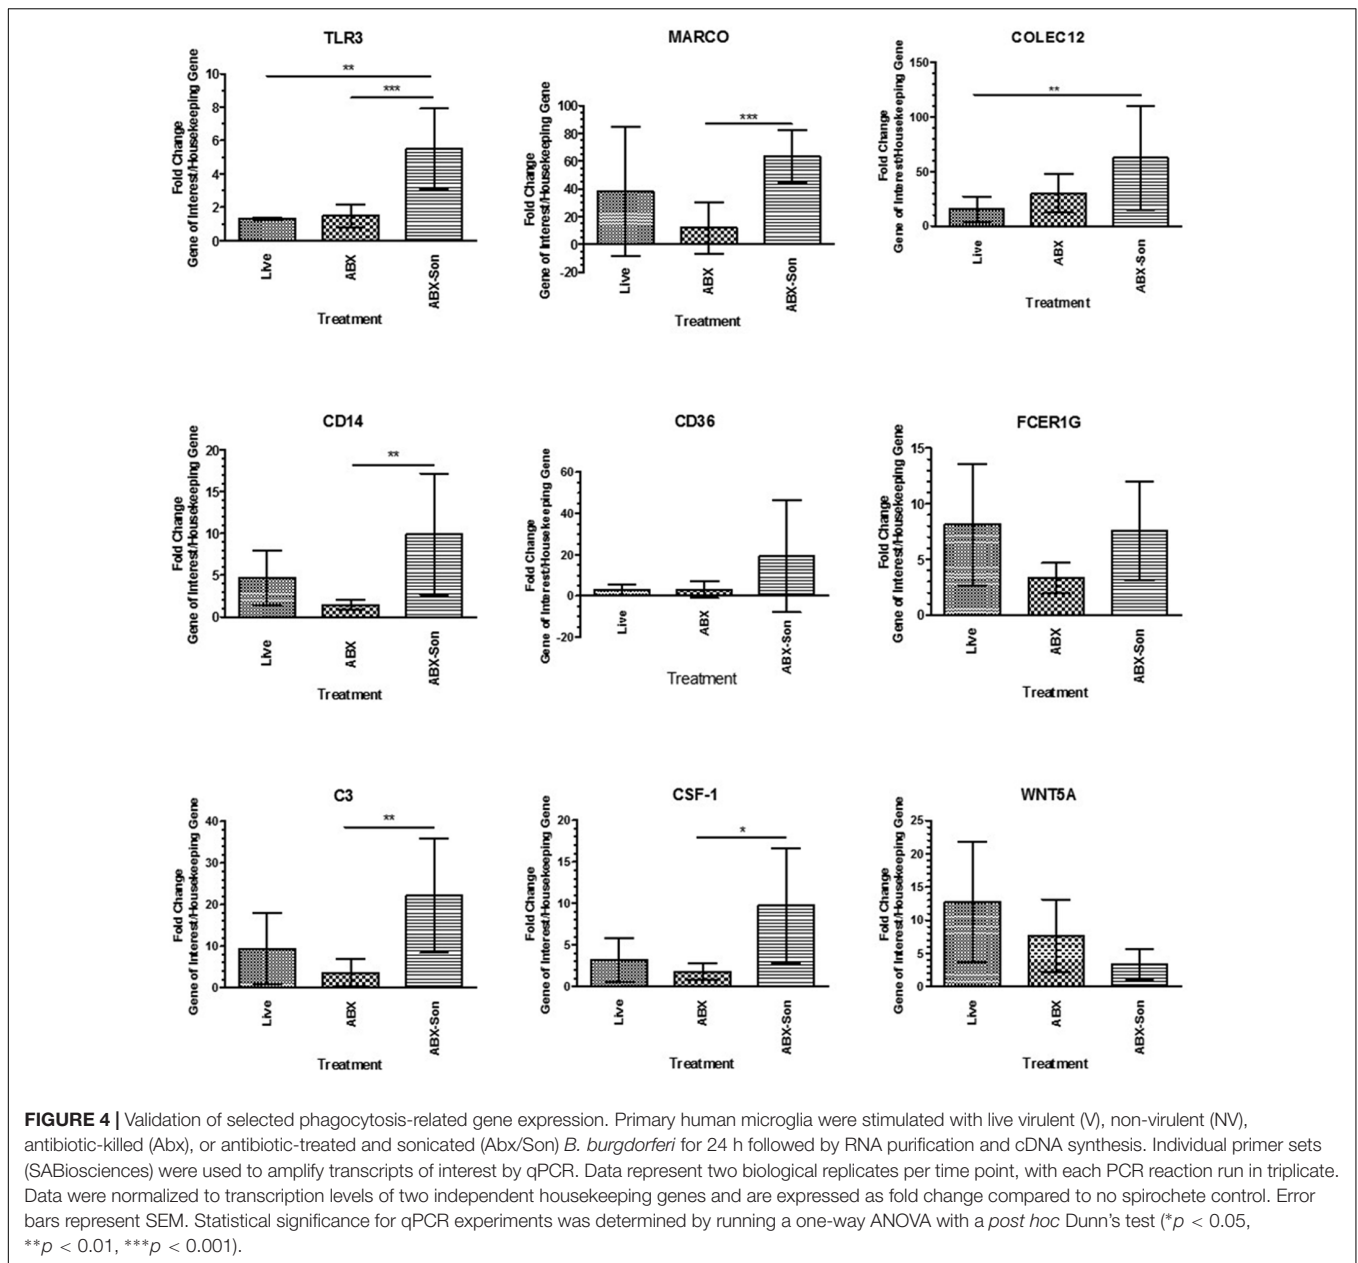 TLR3
MARCO
COLEC12
Fold Change
Gene of Interest/Housekeeping Gene
10
8
6
4
2
0
**
***
Live
ABX
ABX-Son
Treatment
Fold Change
Gene of Interest/Housekeeping Gene
100
80
60
40
20
0
-20
***
Live
ABX
ABX-Son
Treatment
Fold Change
Gene of Interest/Housekeeping Gene
150
100
50
0
**
Live
ABX
ABX-Son
Treatment
CD14
CD36
FCER1G
Fold Change
Gene of Interest/Housekeeping Gene
20
15
10
5
0
**
Live
ABX
ABX-Son
Treatment
Fold Change
Gene of Interest/Housekeeping Gene
60
40
20
0
-20
Live
ABX
ABX-Son
Treatment
Fold Change
Gene of Interest/Housekeeping Gene
15
10
5
0
Live
ABX
ABX-Son
Treatment
C3
CSF-1
WNT5A
Fold Change
Gene of Interest/Housekeeping Gene
40
30
20
10
0
**
Live
ABX
ABX-Son
Treatment
Fold Change
Gene of Interest/Housekeeping Gene
20
15
10
5
0
*
Live
ABX
ABX-Son
Treatment
Fold Change
Gene of Interest/Housekeeping Gene
25
20
15
10
5
0
Live
ABX
ABX-Son
Treatment
FIGURE 4 | Validation of selected phagocytosis-related gene expression. Primary human microglia were stimulated with live virulent (V), non-virulent (NV),
antibiotic-killed (Abx), or antibiotic-treated and sonicated (Abx/Son) B. burgdorferi for 24 h followed by RNA purification and cDNA synthesis. Individual primer sets
(SABiosciences) were used to amplify transcripts of interest by qPCR. Data represent two biological replicates per time point, with each PCR reaction run in triplicate.
Data were normalized to transcription levels of two independent housekeeping genes and are expressed as fold change compared to no spirochete control. Error
bars represent SEM. Statistical significance for qPCR experiments was determined by running a one-way ANOVA with a post hoc Dunn's test (*p < 0.05,
**p < 0.01, ***p < 0.001).